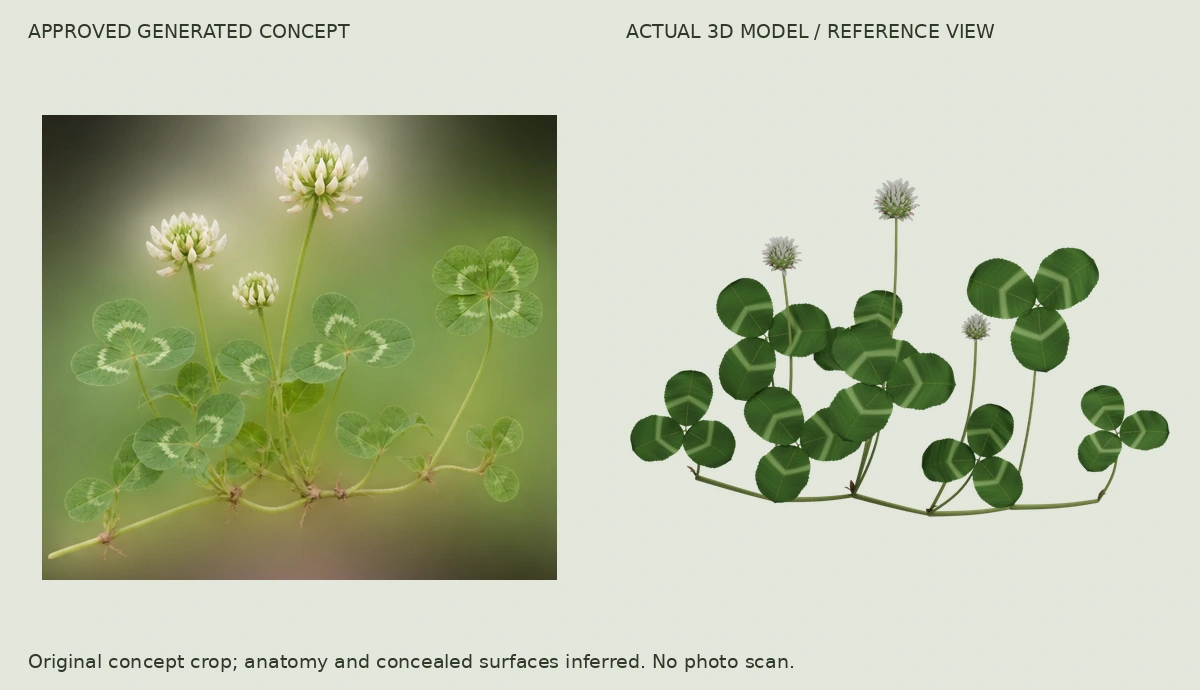 APPROVED GENERATED CONCEPT
ACTUAL 3D MODEL / REFERENCE VIEW
Original concept crop; anatomy and concealed surfaces inferred. No photo scan.